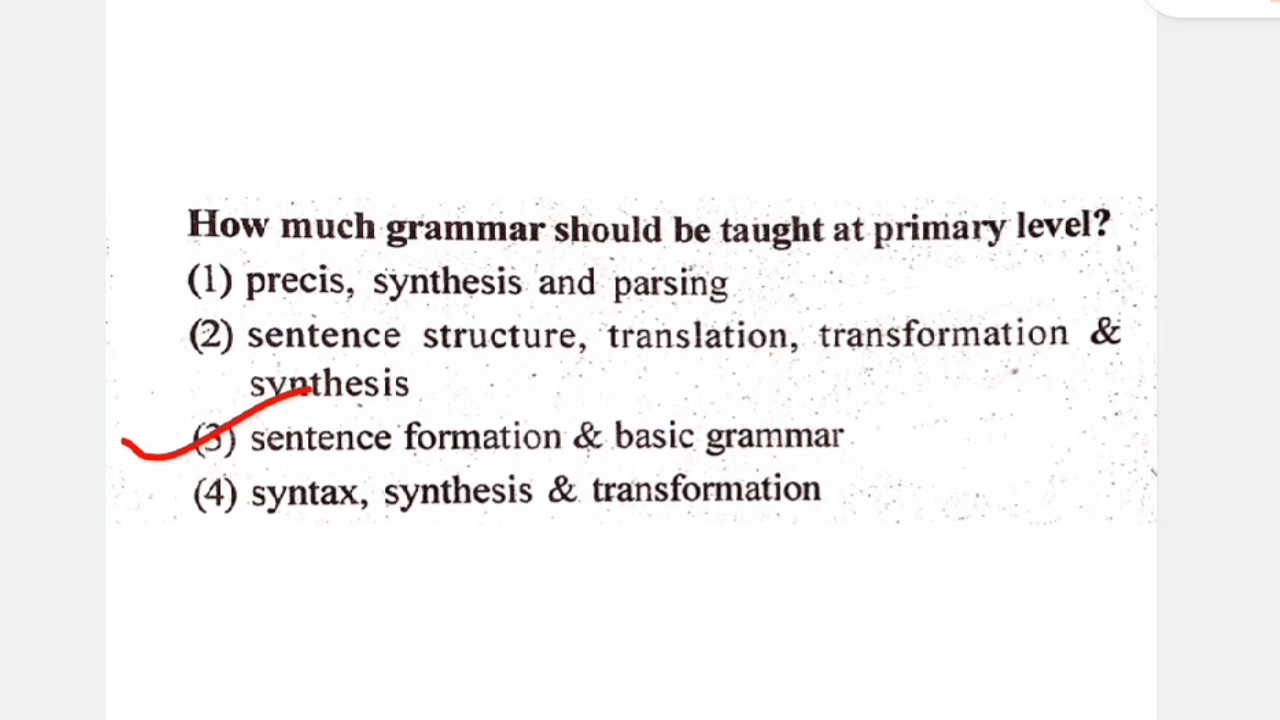 How much grammar should be taught at primary level?
(1) precis, synthesis and parsing
(2) sentence structure, translation, transformation &
synthesis
(3) sentence formation & basic grammar
(4) syntax, synthesis & transformation